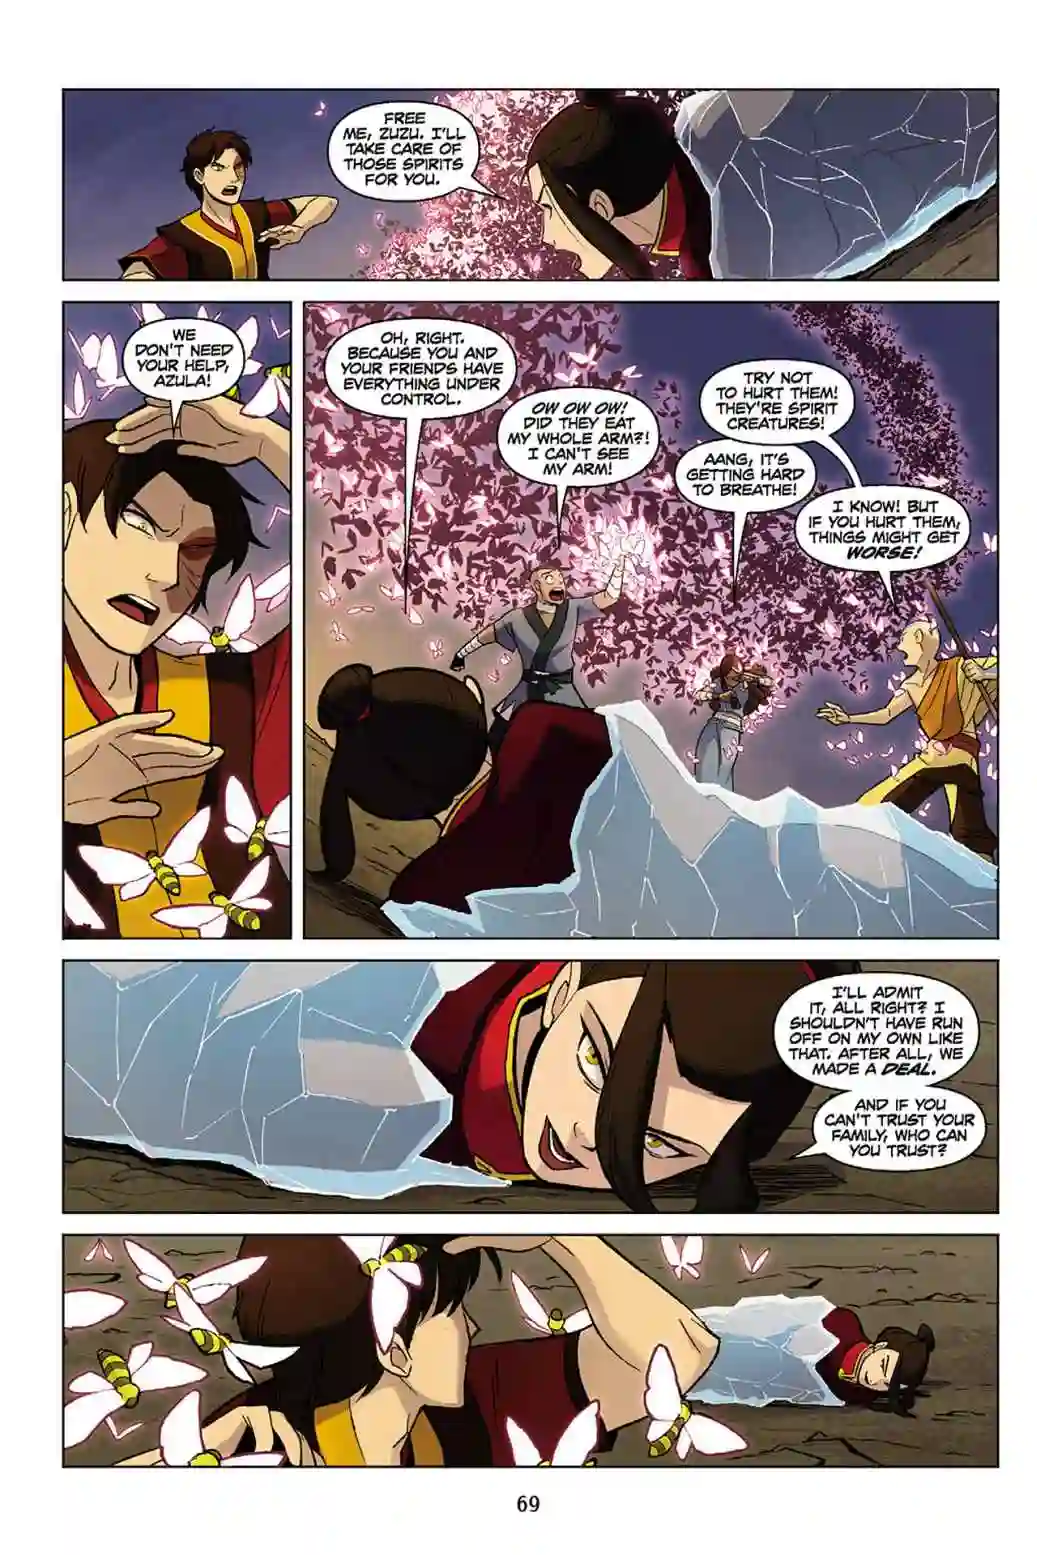 FREE
ME, ZUZU. I'LL
TAKE CARE OF
THOSE SPIRITS
FOR YOU.
WE
DON'T NEED
YOUR HELP,
AZULA!
OH, RIGHT.
BECAUSE YOU AND
YOUR FRIENDS HAVE
EVERYTHING UNDER
CONTROL.
OW OW OW!
DID THEY EAT
MY WHOLE ARM?!
I CAN'T SEE
MY ARM!
TRY NOT
TO HURT THEM!
THEY'RE SPIRIT
CREATURES!
AANG, IT'S
GETTING HARD
TO BREATHE!
I KNOW! BUT
IF YOU HURT THEM,
THINGS MIGHT GET
WORSE!
I'LL ADMIT
IT, ALL RIGHT? I
SHOULDN'T HAVE RUN
OFF ON MY OWN LIKE
THAT. AFTER ALL, WE
MADE A DEAL.
AND IF YOU
CAN'T TRUST YOUR
FAMILY, WHO CAN
YOU TRUST?
69